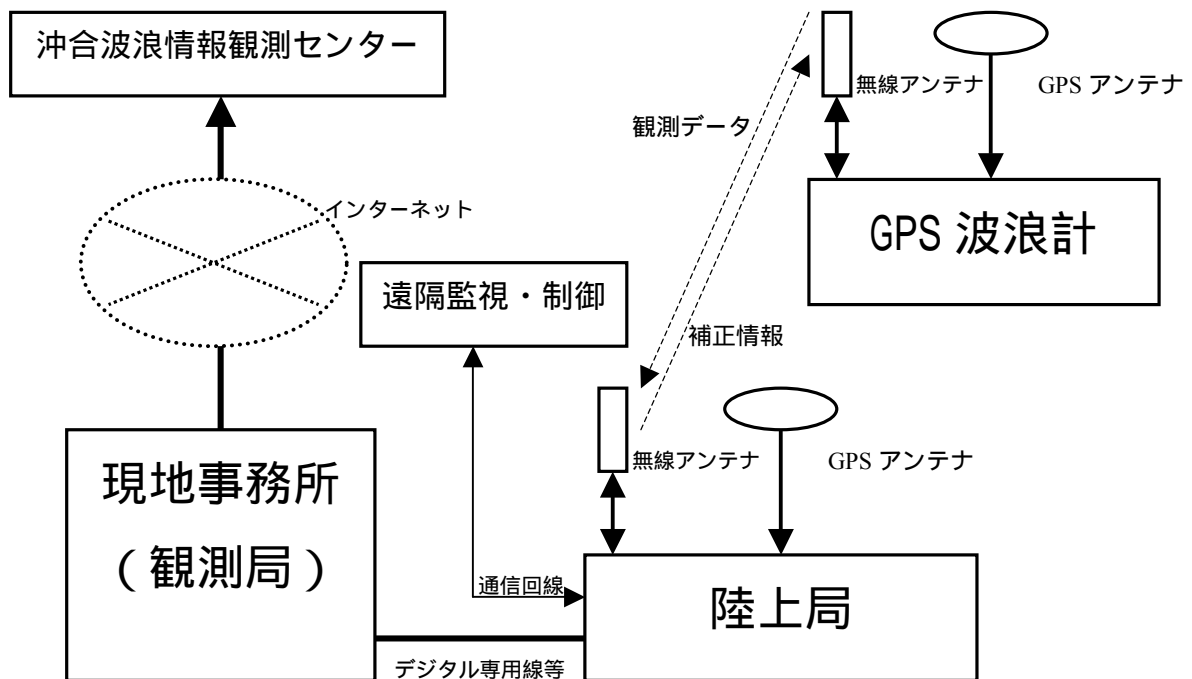 沖合波浪情報観測センター
無線アンテナ
GPS アンテナ
観測データ
インターネット
GPS 波浪計
遠隔監視・制御
補正情報
無線アンテナ
GPS アンテナ
現地事務所
（観測局）
通信回線
陸上局
デジタル専用線等